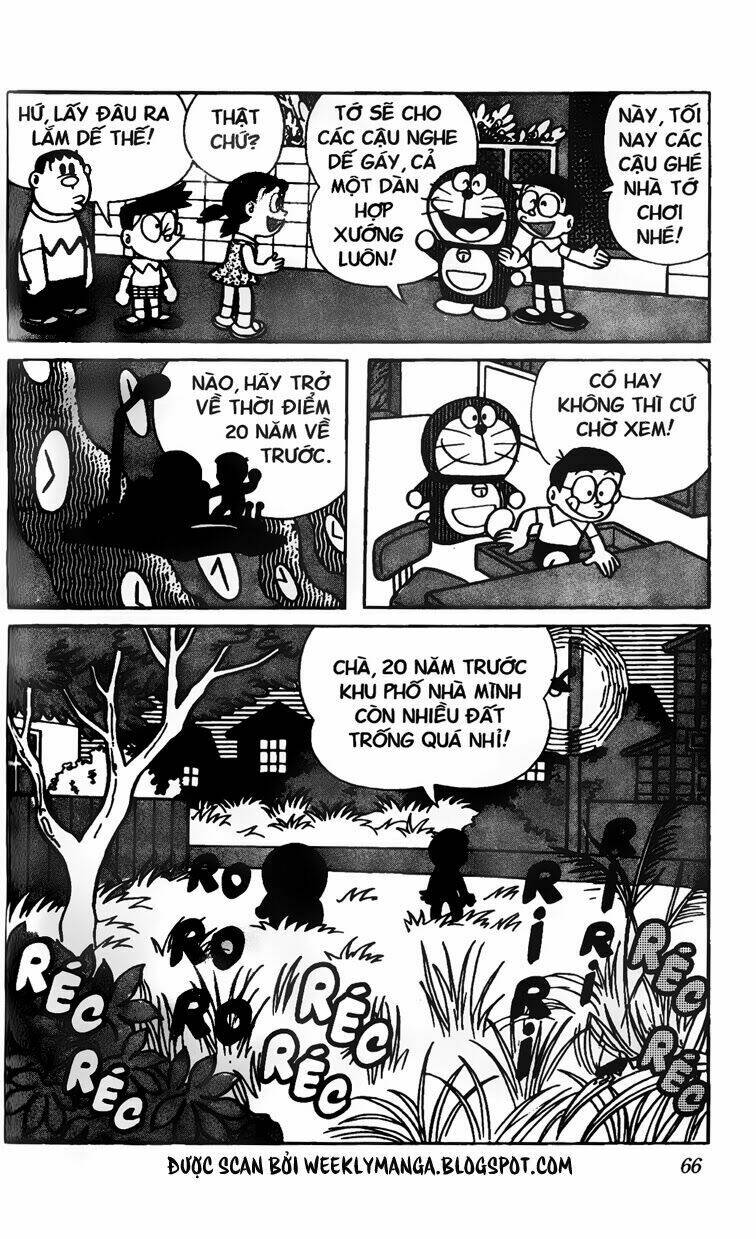 NÀY, TỐI
NAY CÁC
CẬU GHÉ
NHÀ TỚ
CHƠI
NHÉ!
TỚ SẼ CHO
CÁC CẬU NGHE
DẾ GÁY, CẢ
MỘT DÀN
HỢP
XƯỚNG
LUÔN!
THẬT
CHỨ?
HỨ, LẤY ĐÂU RA
LẮM DẾ THẾ!
CÓ HAY
KHÔNG THÌ CỨ
CHỜ XEM!
NÀO, HÃY TRỞ
VỀ THỜI ĐIỂM
20 NĂM VỀ
TRƯỚC.
CHÀ, 20 NĂM TRƯỚC
KHU PHỐ NHÀ MÌNH
CÒN NHIỀU ĐẤT
TRỐNG QUÁ NHỈ!
RI RI RI
RI RI RI
RÉC
RÉC
RO RO RO
RÉC
RÉC
RÉC
RÉC
ĐƯỢC SCAN BỞI WEEKLYMANGA.BLOGSPOT.COM
66